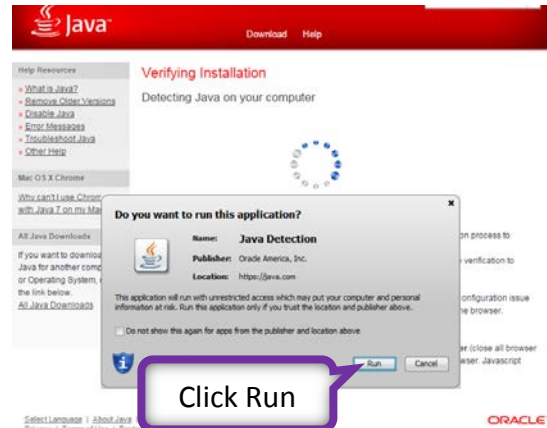 Java
Download Help
Help Resources
» What is Java?
» Remove Older Versions
» Disable Java
» Error Messages
» Troubleshoot Java
» Other Help
Mac OS X Chrome
Why can't I use Chrome
with Java 7 on my Mac
All Java Downloads
If you want to download
Java for another comp
or Operating System,
the link below.
All Java Downloads
Verifying Installation
Detecting Java on your computer
on process to
verification to
onfiguration issue
he browser.
er (close all browser
wser. Javascript
Do you want to run this application?
Name: Java Detection
Publisher: Oracle America, Inc.
Location: https://java.com
This application will run with unrestricted access which may put your computer and personal
information at risk. Run this application only if you trust the location and publisher above.
Do not show this again for apps from the publisher and location above
Run Cancel
Click Run
Select Language | About Java
ORACLE